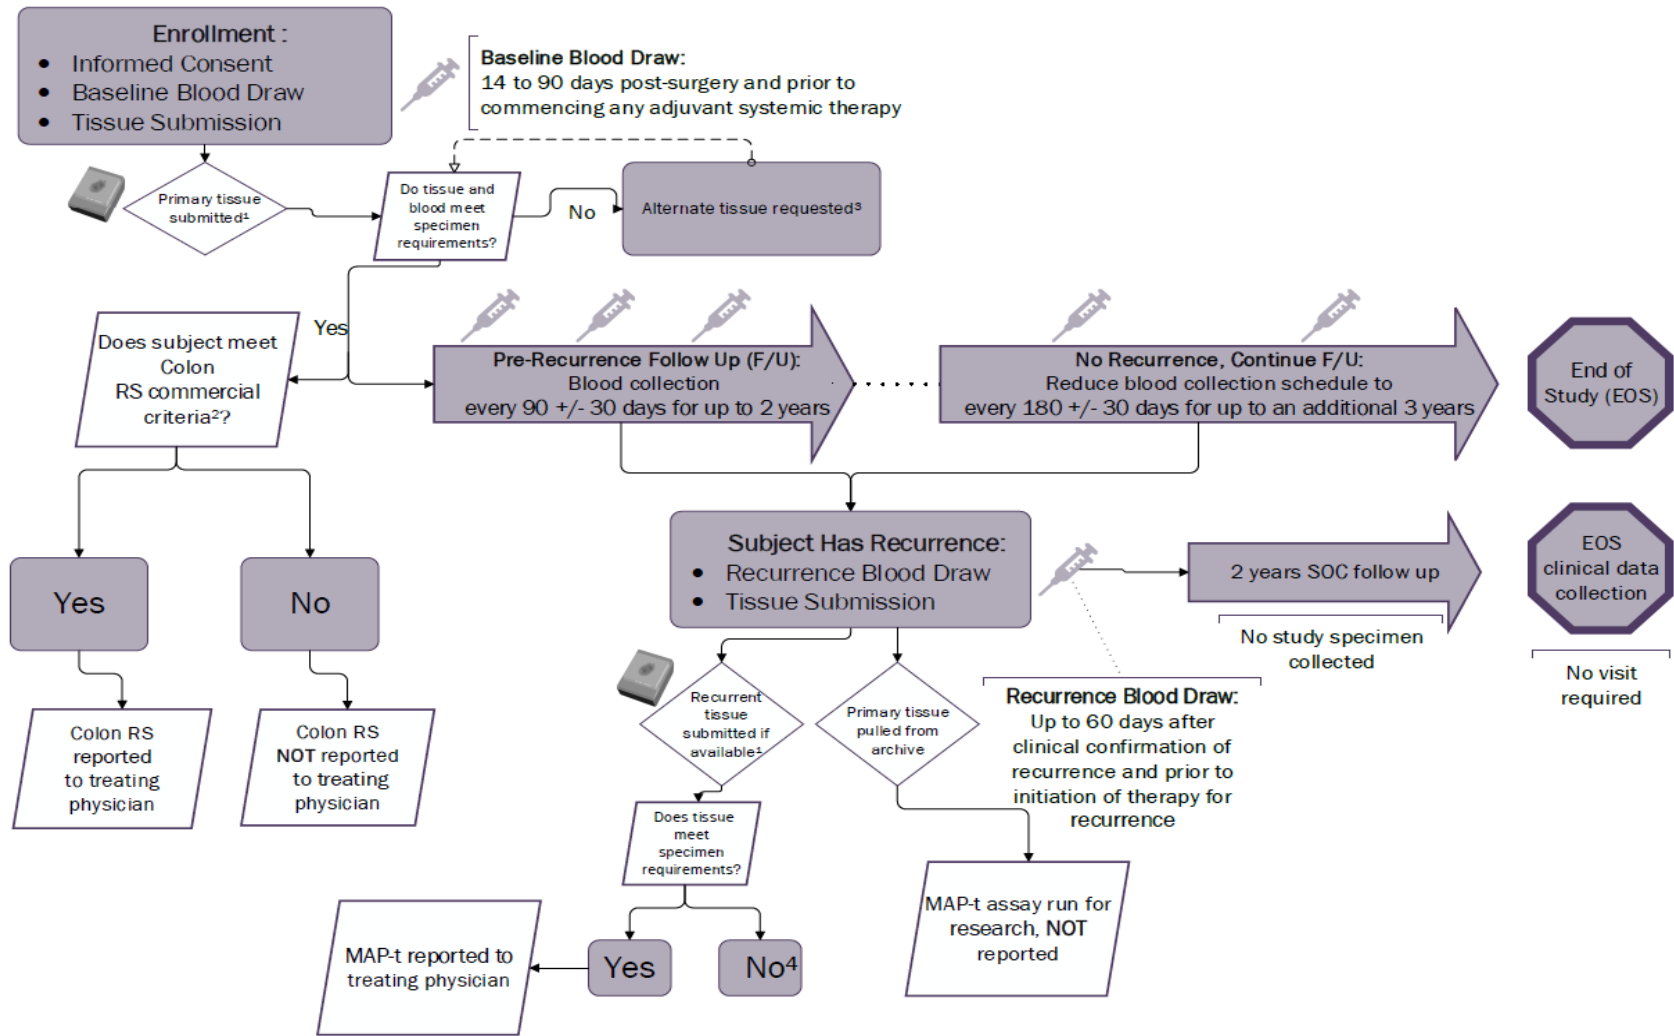 Enrollment :
• Informed Consent
• Baseline Blood Draw
• Tissue Submission
Baseline Blood Draw:
14 to 90 days post-surgery and prior to
commencing any adjuvant systemic therapy
Primary tissue
submitted¹
Do tissue and
blood meet
specimen
requirements?
No
Alternate tissue requested³
Yes
Does subject meet
Colon
RS commercial
criteria²?
Pre-Recurrence Follow Up (F/U):
Blood collection
every 90 +/- 30 days for up to 2 years
No Recurrence, Continue F/U:
Reduce blood collection schedule to
every 180 +/- 30 days for up to an additional 3 years
End of
Study (EOS)
Yes
No
Colon RS
reported
to treating
physician
Colon RS
NOT reported
to treating
physician
Subject Has Recurrence:
• Recurrence Blood Draw
• Tissue Submission
2 years SOC follow up
EOS
clinical data
collection
No study specimen
collected
No visit
required
Recurrence Blood Draw:
Up to 60 days after
clinical confirmation of
recurrence and prior to
initiation of therapy for
recurrence
Recurrent
tissue
submitted if
available¹
Primary tissue
pulled from
archive
Does tissue
meet
specimen
requirements?
MAP-t assay run for
research, NOT
reported
Yes
No⁴
MAP-t reported to
treating physician